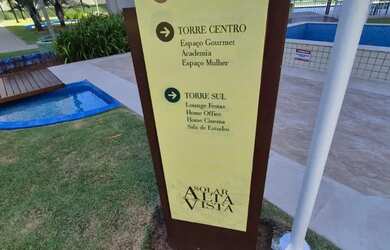 TORRE CENTRO
Espaço Gourmet
Academia
Espaço Mulher
TORRE SUL
Lounge Festas
Home Office
Home Cinema
Sala de Estudos
SOLAR
ALTA
VISTA